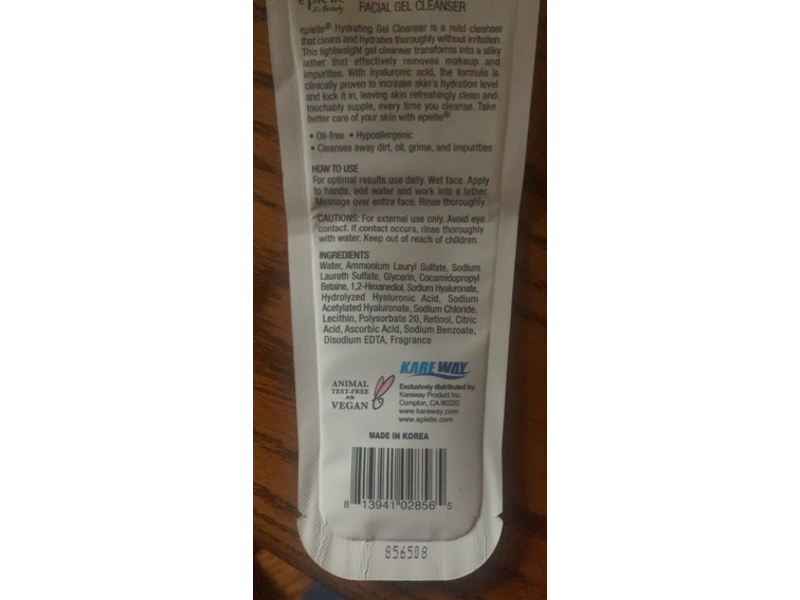 epielle
FACIAL GEL CLEANSER
epielle® Hydrating Gel Cleanser is a mild cleanser
that cleans and hydrates thoroughly without irritation.
This lightweight gel cleanser transforms into a silky
lather that effectively removes makeup and
impurities. With hyaluronic acid, the formula is
clinically proven to increase skin's hydration level
and lock it in, leaving skin refreshingly clean and
touchably supple, every time you cleanse. Take
better care of your skin with epielle®.
• Oil-free • Hypoallergenic
• Cleanses away dirt, oil, grime, and impurities
HOW TO USE
For optimal results use daily. Wet face. Apply
to hands, add water and work into a lather.
Massage over entire face. Rinse thoroughly.
CAUTIONS: For external use only. Avoid eye
contact. If contact occurs, rinse thoroughly
with water. Keep out of reach of children.
INGREDIENTS
Water, Ammonium Lauryl Sulfate, Sodium
Laureth Sulfate, Glycerin, Cocamidopropyl
Betaine, 1,2-Hexanediol, Sodium Hyaluronate,
Hydrolyzed Hyaluronic Acid, Sodium
Acetylated Hyaluronate, Sodium Chloride,
Lecithin, Polysorbate 20, Retinol, Citric
Acid, Ascorbic Acid, Sodium Benzoate,
Disodium EDTA, Fragrance
ANIMAL
TEST-FREE
VEGAN
KAREWAY
Exclusively distributed by:
Kareway Product Inc.
Compton, CA 90220
www.kareway.com
www.epielle.com
MADE IN KOREA
8 13941 02856 5
856508